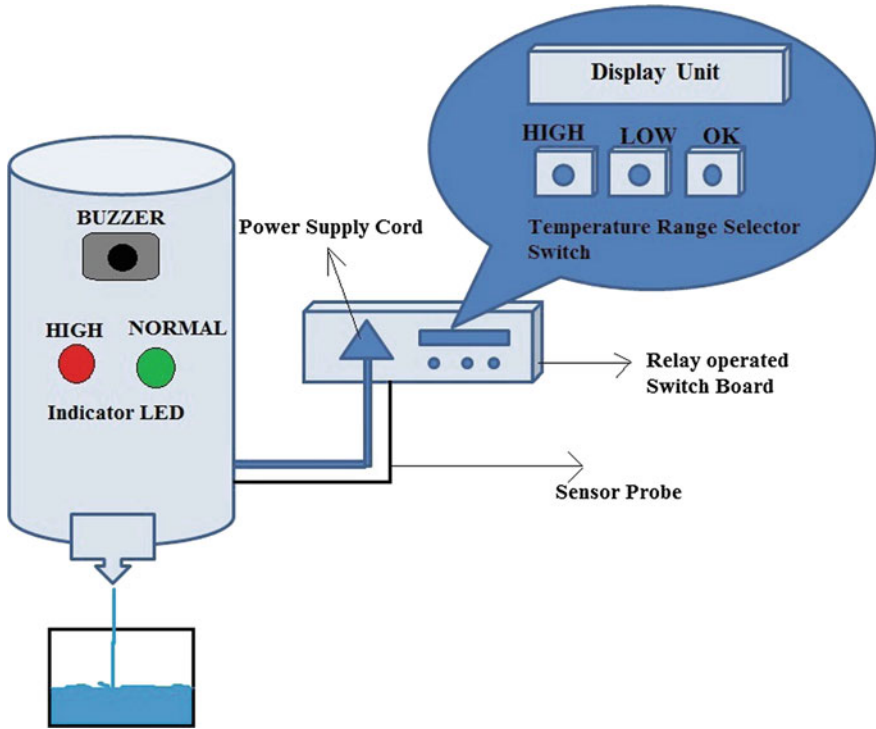 Display Unit
HIGH LOW OK
Temperature Range Selector
Switch
BUZZER
Power Supply Cord
HIGH NORMAL
Indicator LED
Relay operated
Switch Board
Sensor Probe